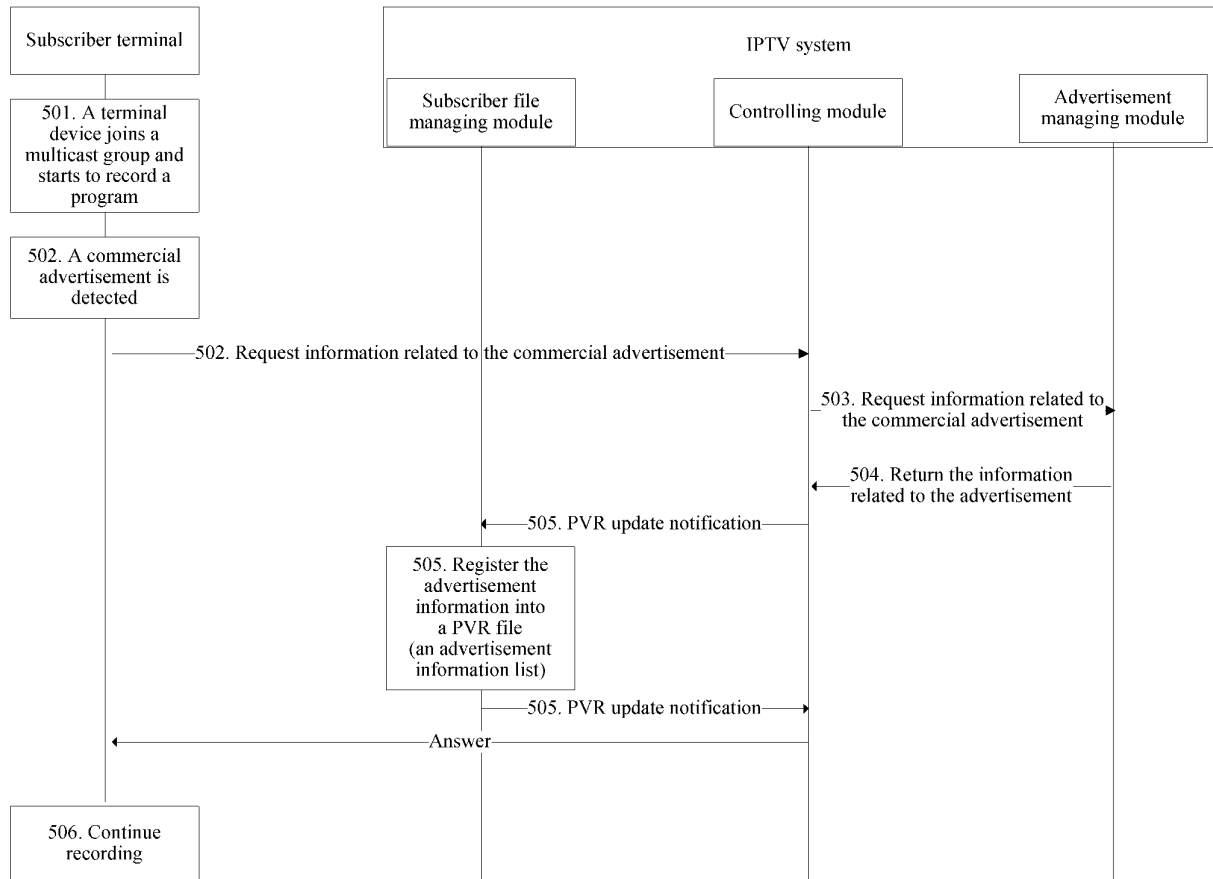 Subscriber terminal
IPTV system
Subscriber file
managing module
Controlling module
Advertisement
managing module
501. A terminal
device joins a
multicast group and
starts to record a
program
502. A commercial
advertisement is
detected
502. Request information related to the commercial advertisement
503. Request information related to
the commercial advertisement
504. Return the information
related to the advertisement
505. PVR update notification
505. Register the
advertisement
information into
a PVR file
(an advertisement
information list)
505. PVR update notification
Answer
506. Continue
recording